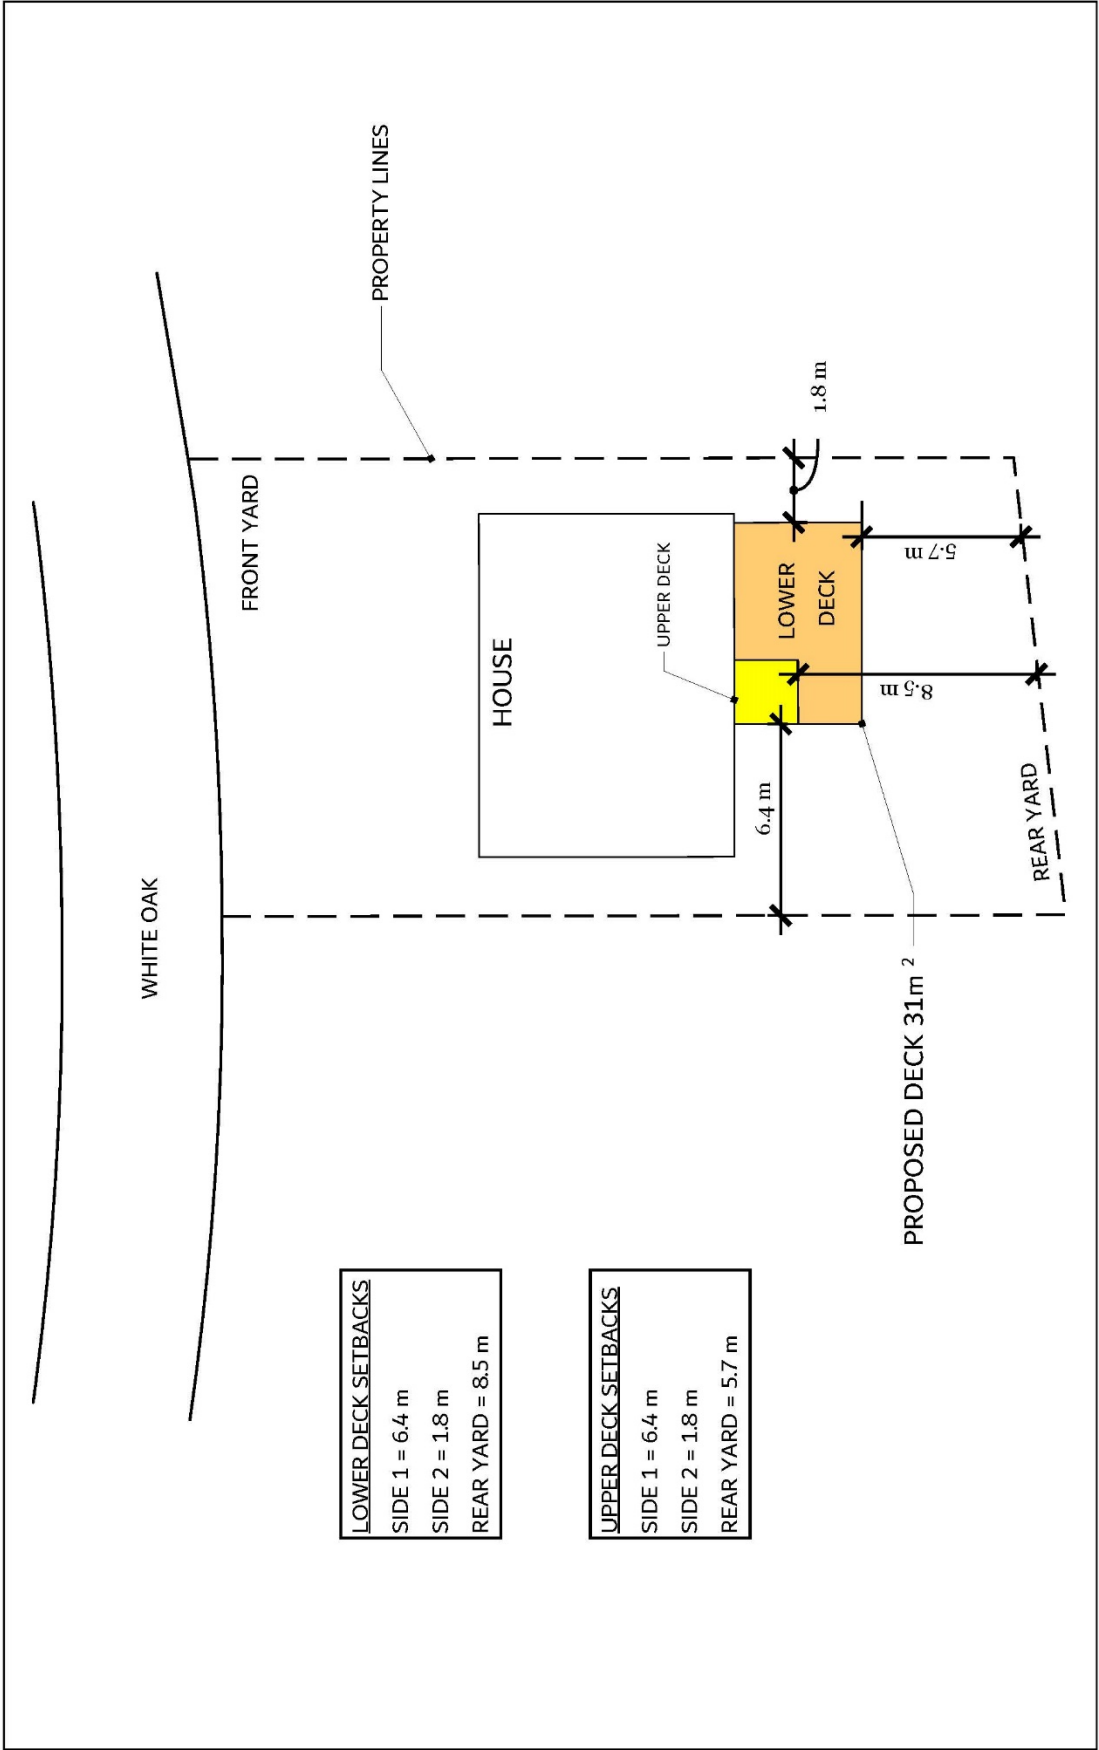 WHITE OAK
FRONT YARD
PROPERTY LINES
HOUSE
UPPER DECK
LOWER
DECK
1.8 m
6.4 m
8.5 m
5.7 m
REAR YARD
PROPOSED DECK 31m ²
LOWER DECK SETBACKS
SIDE 1 = 6.4 m
SIDE 2 = 1.8 m
REAR YARD = 8.5 m
UPPER DECK SETBACKS
SIDE 1 = 6.4 m
SIDE 2 = 1.8 m
REAR YARD = 5.7 m